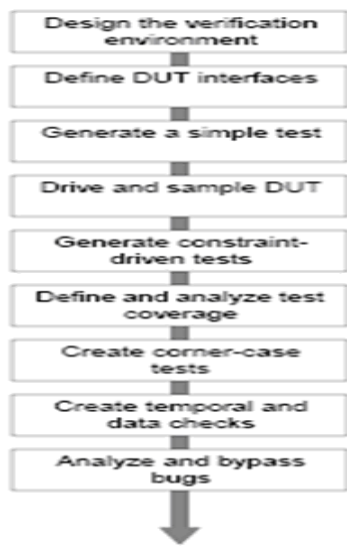 Design the verification
environment
Define DUT interfaces
Generate a simple test
Drive and sample DUT
Generate constraint-
driven tests
Define and analyze test
coverage
Create corner-case
tests
Create temporal and
data checks
Analyze and bypass
bugs